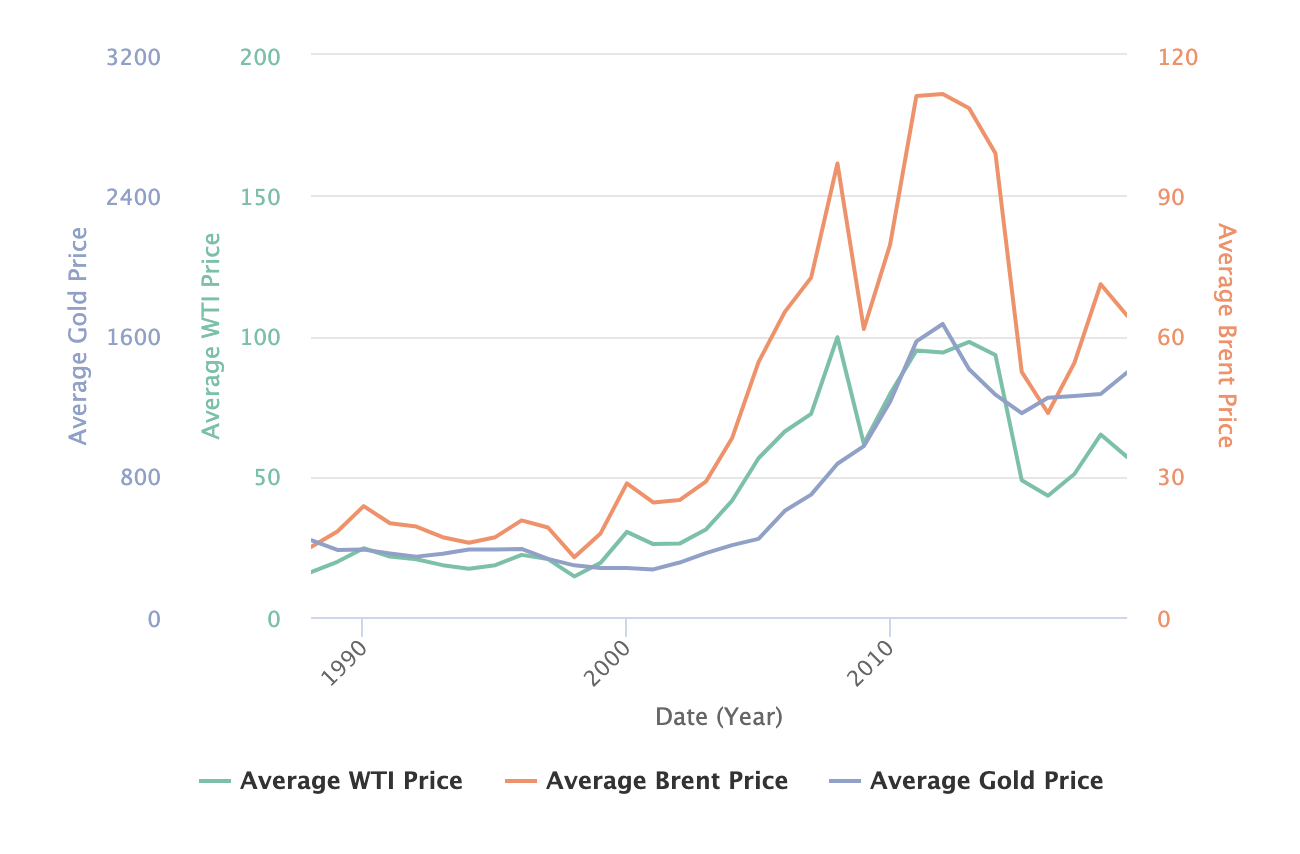 3200
2400
1600
800
0
Average Gold Price
200
150
100
50
0
Average WTI Price
120
90
60
30
0
Average Brent Price
1990
2000
2010
Date (Year)
Average WTI Price
Average Brent Price
Average Gold Price